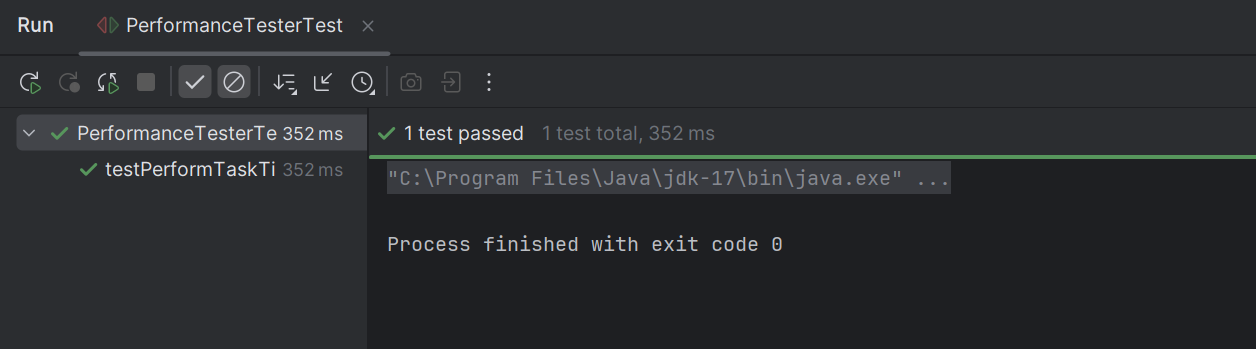 Run PerformanceTesterTest
PerformanceTesterTe 352 ms
testPerformTaskTi 352 ms
1 test passed 1 test total, 352 ms
"C:\Program Files\Java\jdk-17\bin\java.exe" ...
Process finished with exit code 0